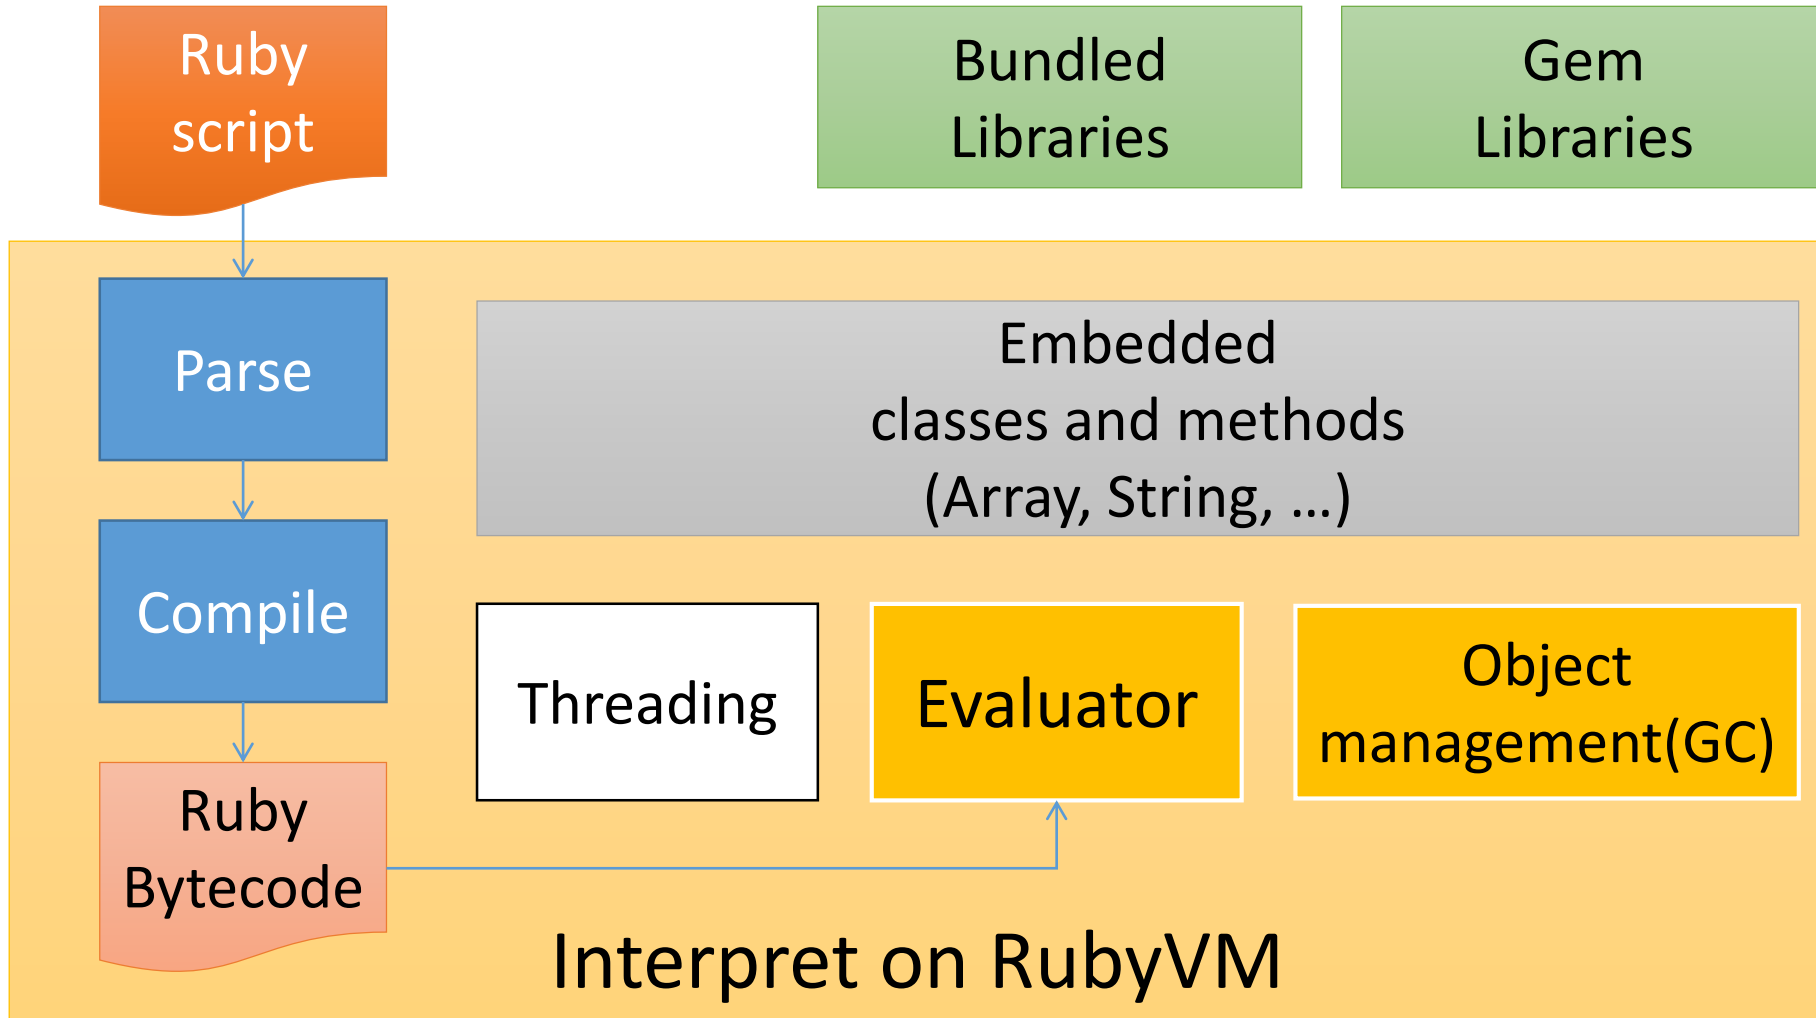 Ruby
script
Bundled
Libraries
Gem
Libraries
Parse
Embedded
classes and methods
(Array, String, …)
Compile
Threading
Evaluator
Object
management(GC)
Ruby
Bytecode
Interpret on RubyVM